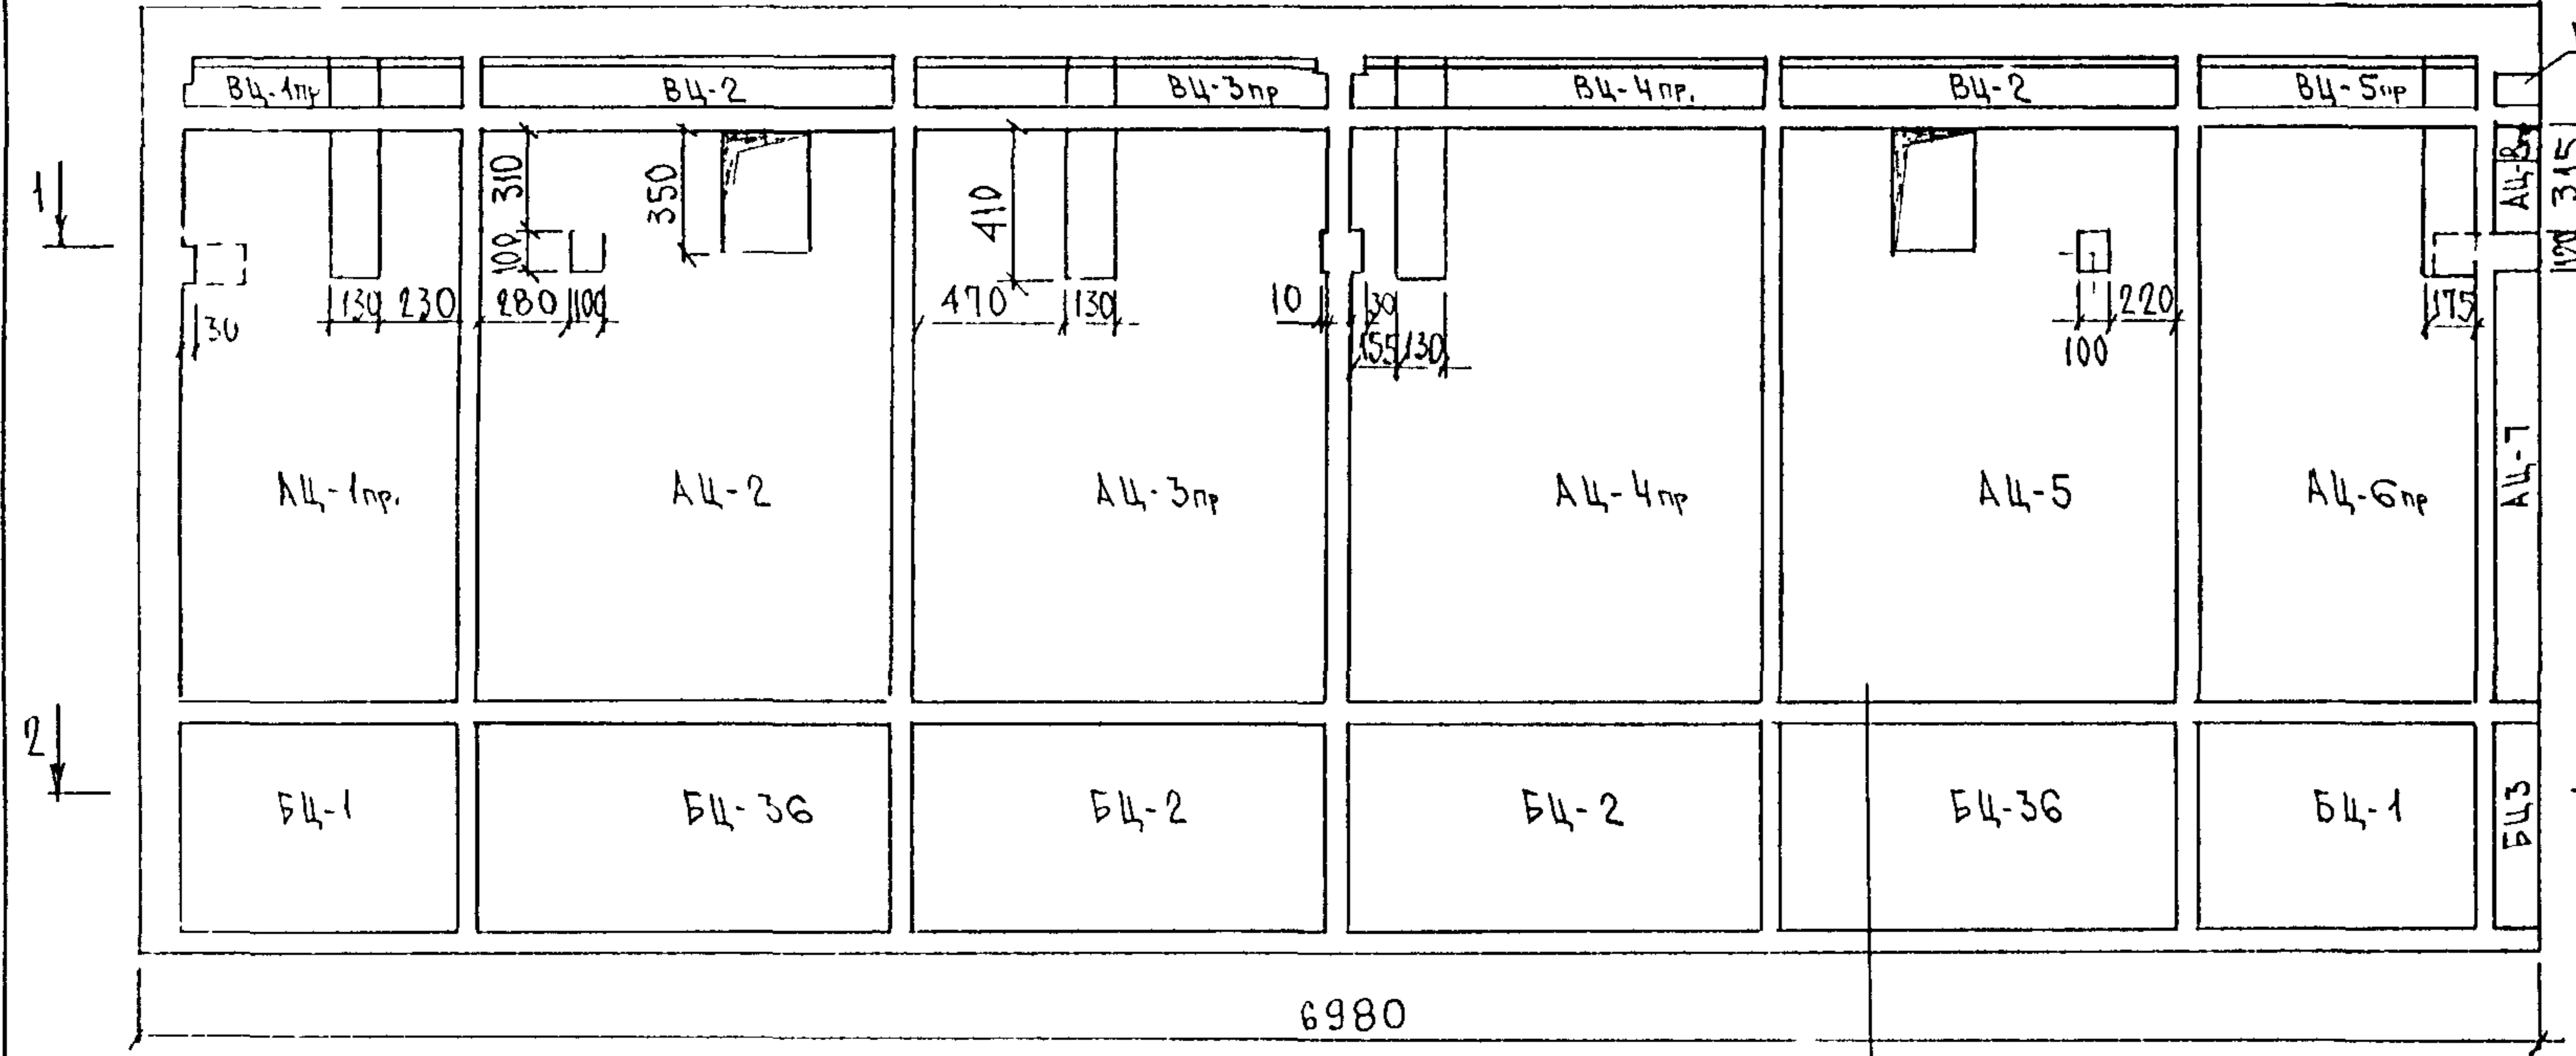 ВЦ-1пр ВЦ-2 ВЦ-3пр ВЦ-4пр. ВЦ-2 ВЦ-5пр
1 310 350 410 АЦ-8 315
100 120
130 230 280 100 470 130 10 30 220 175
30 155 130 100
АЦ-1пр. АЦ-2 АЦ-3пр АЦ-4пр АЦ-5 АЦ-6пр АЦ-7
2
БЦ-1 БЦ-36 БЦ-2 БЦ-2 БЦ-36 БЦ-1 БЦ3
6980